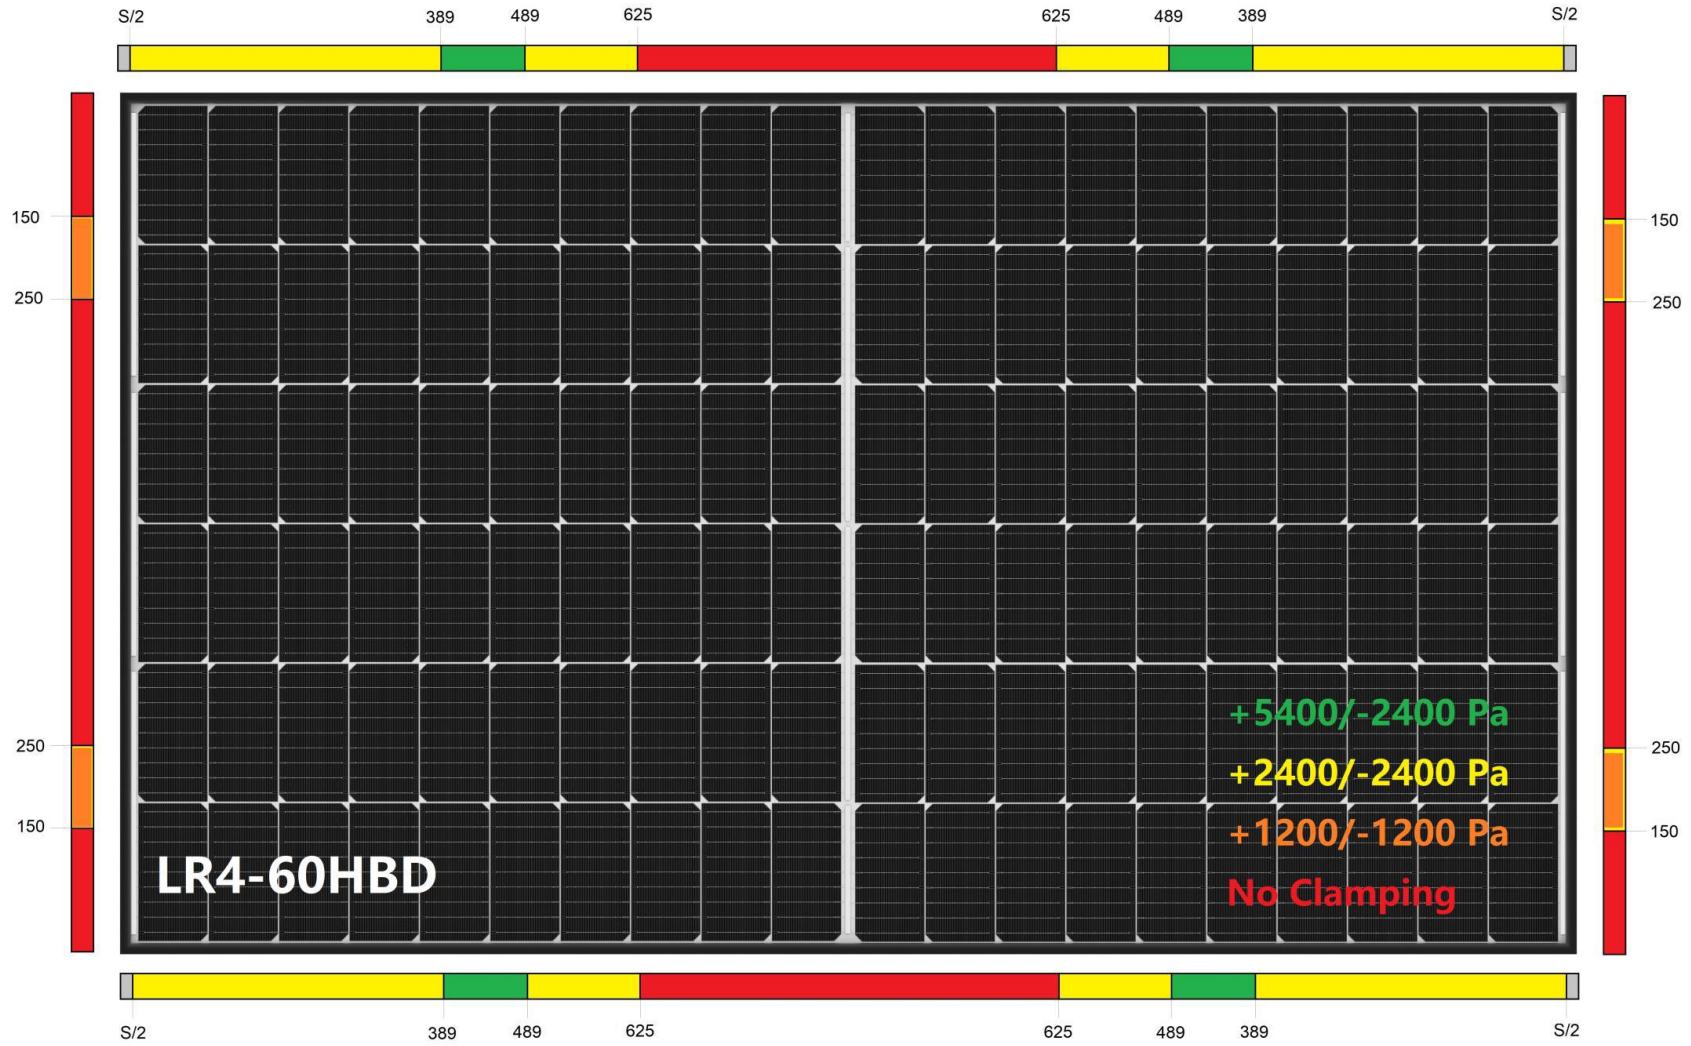 S/2 389 489 625 625 489 389 S/2
150 150
250 250
+5400/-2400 Pa
+2400/-2400 Pa
250 250
+1200/-1200 Pa
150 150
LR4-60HBD
No Clamping
S/2 389 489 625 625 489 389 S/2